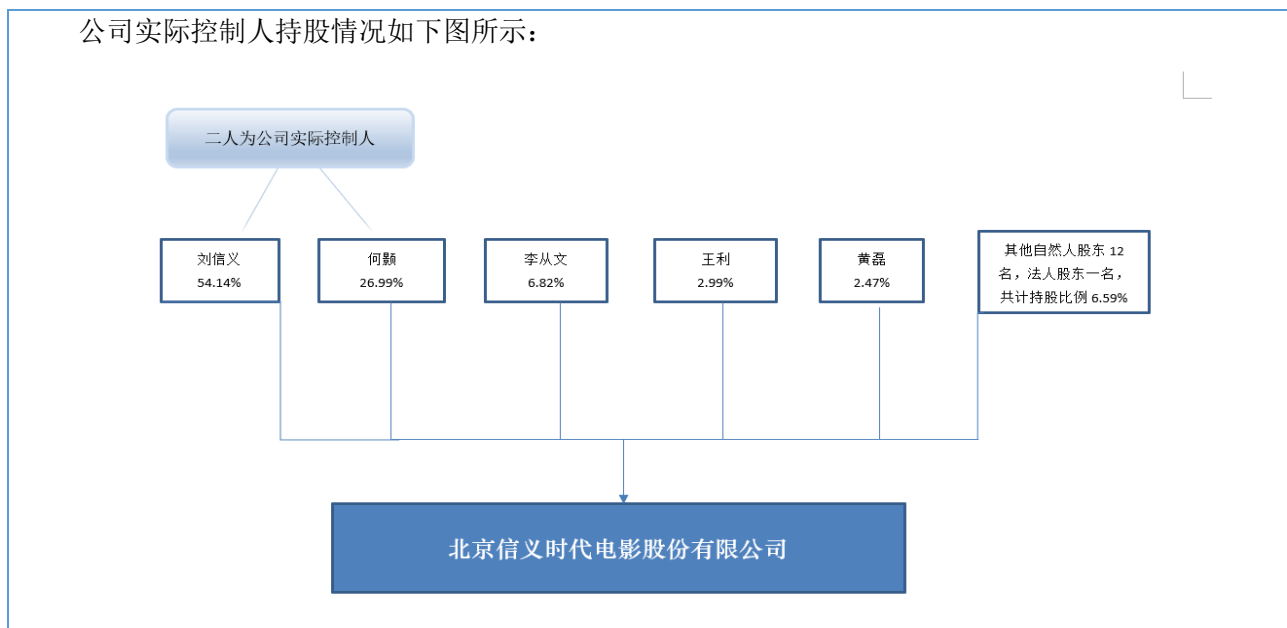 公司实际控制人持股情况如下图所示：
二人为公司实际控制人
刘信义
54.14%
何颢
26.99%
李从文
6.82%
王利
2.99%
黄磊
2.47%
其他自然人股东 12
名，法人股东一名，
共计持股比例 6.59%
北京信义时代电影股份有限公司